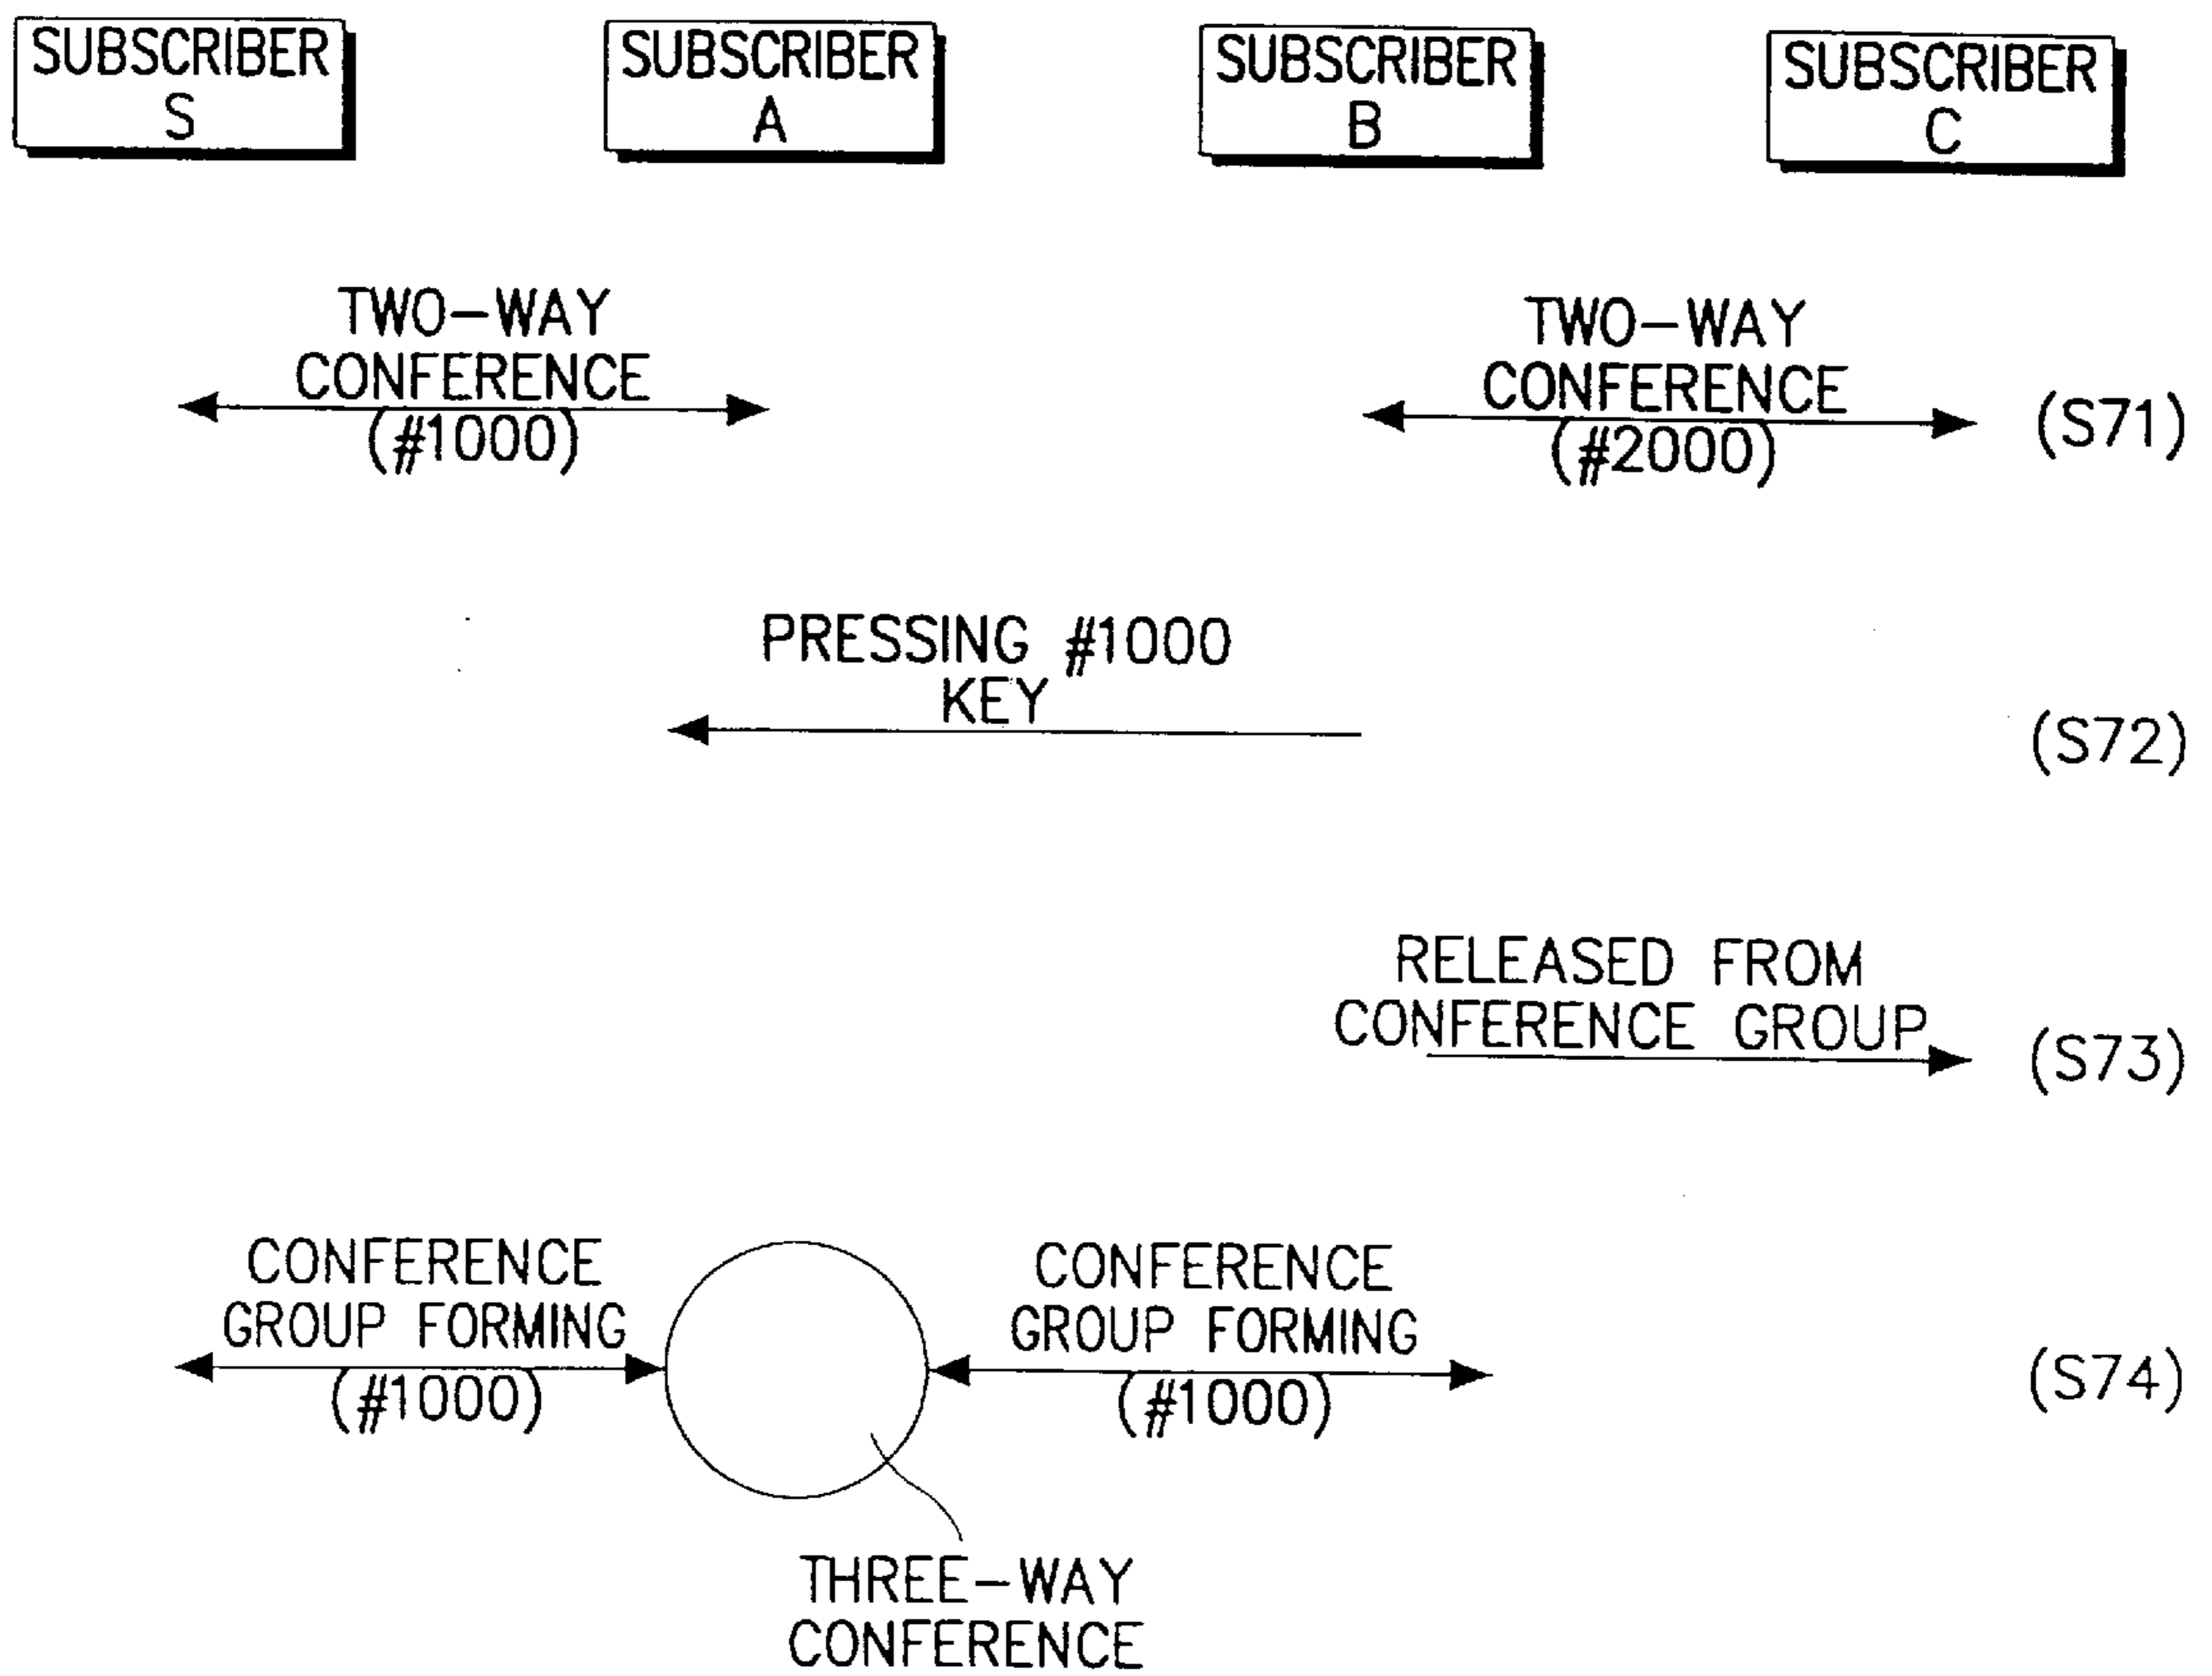 SUBSCRIBER
S
SUBSCRIBER
A
SUBSCRIBER
B
SUBSCRIBER
C
TWO-WAY
CONFERENCE
(#1000)
TWO-WAY
CONFERENCE
(#2000)
(S71)
PRESSING #1000
KEY
(S72)
RELEASED FROM
CONFERENCE GROUP
(S73)
CONFERENCE
GROUP FORMING
(#1000)
CONFERENCE
GROUP FORMING
(#1000)
(S74)
THREE-WAY
CONFERENCE